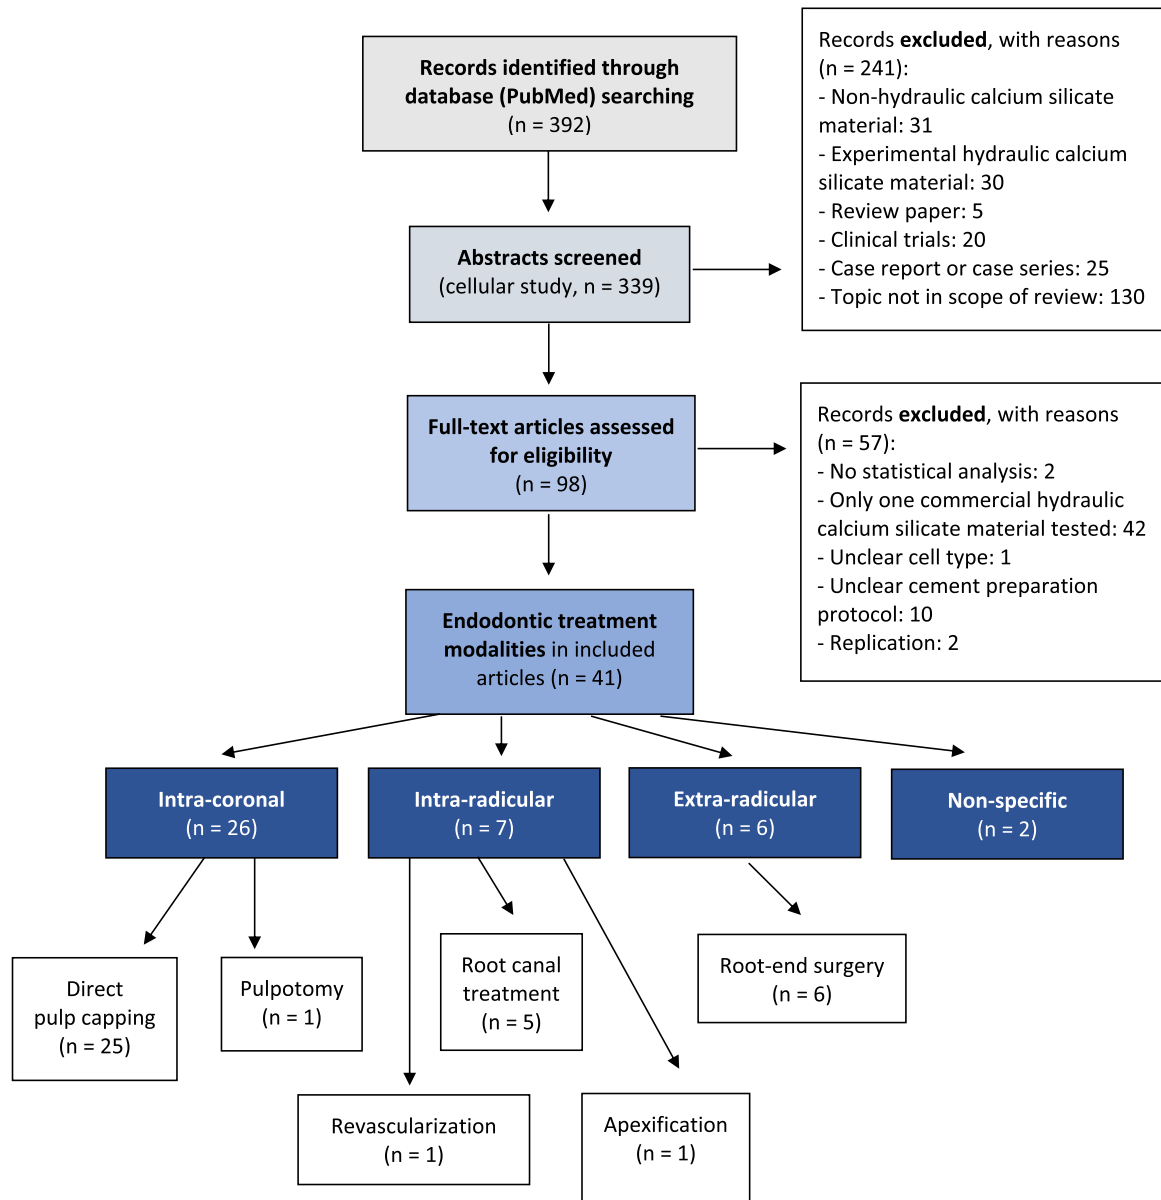 Records identified through
database (PubMed) searching
(n = 392)
Records excluded, with reasons
(n = 241):
- Non-hydraulic calcium silicate
material: 31
- Experimental hydraulic calcium
silicate material: 30
- Review paper: 5
- Clinical trials: 20
- Case report or case series: 25
- Topic not in scope of review: 130
Abstracts screened
(cellular study, n = 339)
Full-text articles assessed
for eligibility
(n = 98)
Records excluded, with reasons
(n = 57):
- No statistical analysis: 2
- Only one commercial hydraulic
calcium silicate material tested: 42
- Unclear cell type: 1
- Unclear cement preparation
protocol: 10
- Replication: 2
Endodontic treatment
modalities in included
articles (n = 41)
Intra-coronal
(n = 26)
Intra-radicular
(n = 7)
Extra-radicular
(n = 6)
Non-specific
(n = 2)
Direct
pulp capping
(n = 25)
Pulpotomy
(n = 1)
Root canal
treatment
(n = 5)
Root-end surgery
(n = 6)
Revascularization
(n = 1)
Apexification
(n = 1)